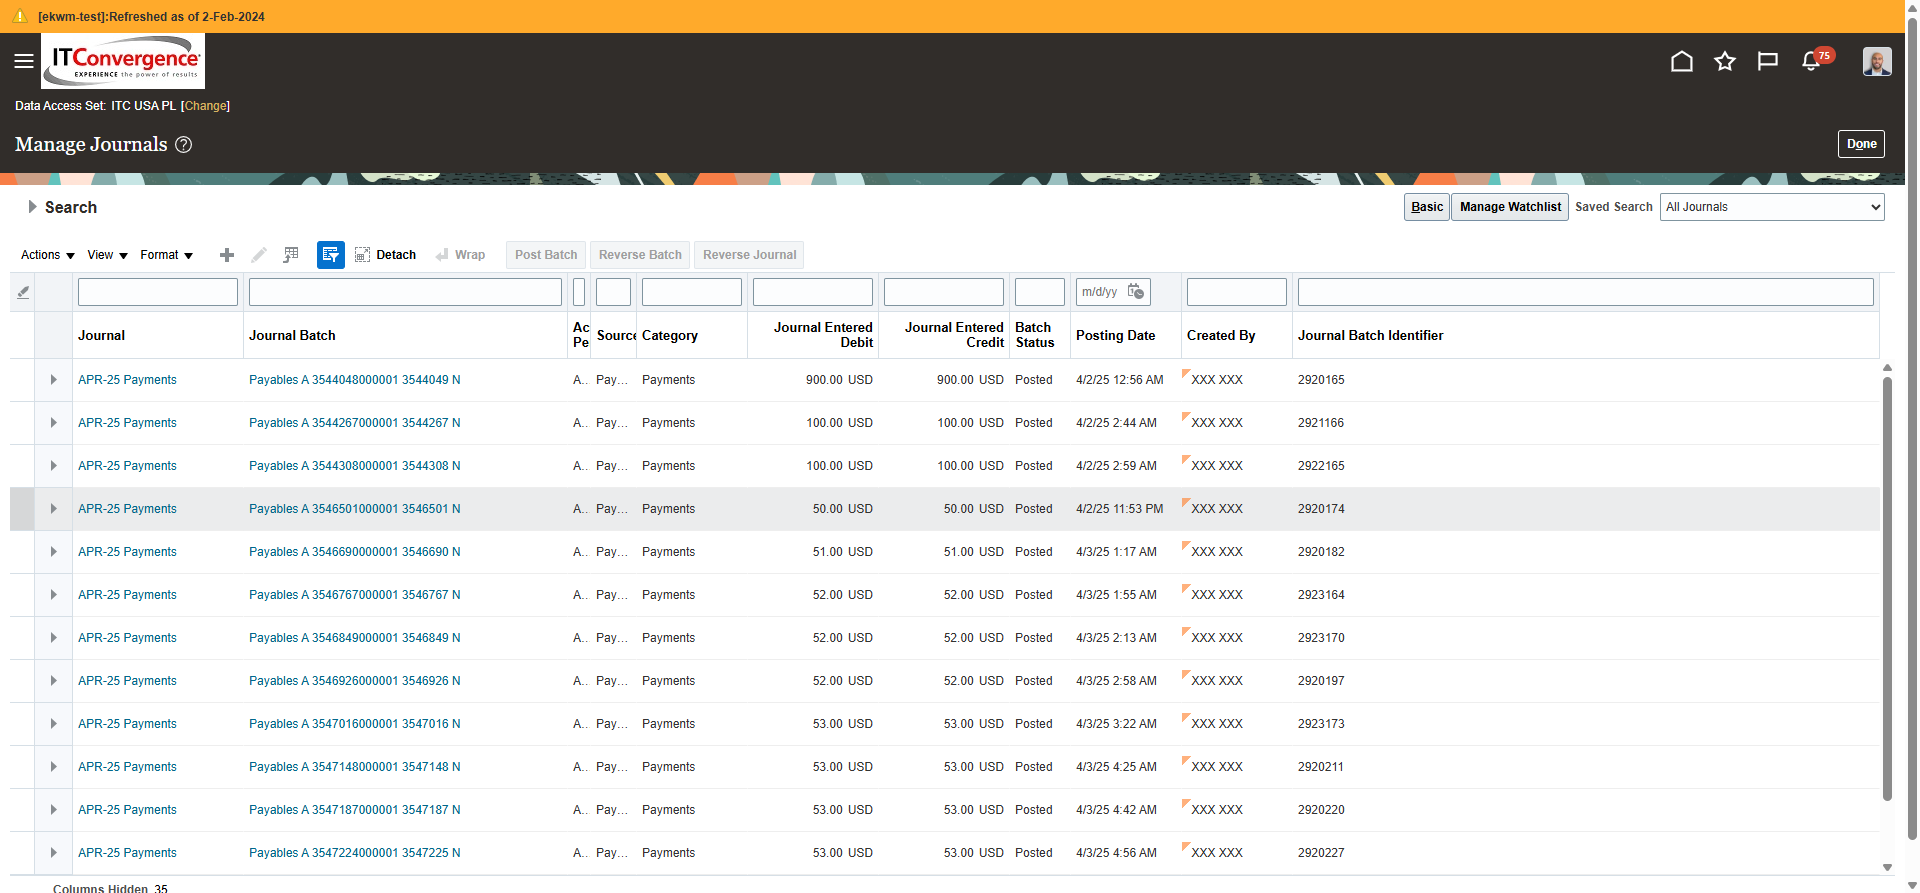 [ekwm-test]:Refreshed as of 2-Feb-2024
ITConvergence
EXPERIENCE the power of results
75
Data Access Set: ITC USA PL [Change]
Manage Journals
Done
Search
Basic Manage Watchlist Saved Search All Journals
Actions View Format Detach Wrap Post Batch Reverse Batch Reverse Journal
m/d/yy
Journal Journal Batch Ac Pe Source Category Journal Entered Debit Journal Entered Credit Batch Status Posting Date Created By Journal Batch Identifier
APR-25 Payments Payables A 3544048000001 3544049 N A.. Pay... Payments 900.00 USD 900.00 USD Posted 4/2/25 12:56 AM XXX XXX 2920165
APR-25 Payments Payables A 3544267000001 3544267 N A.. Pay... Payments 100.00 USD 100.00 USD Posted 4/2/25 2:44 AM XXX XXX 2921166
APR-25 Payments Payables A 3544308000001 3544308 N A.. Pay... Payments 100.00 USD 100.00 USD Posted 4/2/25 2:59 AM XXX XXX 2922165
APR-25 Payments Payables A 3546501000001 3546501 N A.. Pay... Payments 50.00 USD 50.00 USD Posted 4/2/25 11:53 PM XXX XXX 2920174
APR-25 Payments Payables A 3546690000001 3546690 N A.. Pay... Payments 51.00 USD 51.00 USD Posted 4/3/25 1:17 AM XXX XXX 2920182
APR-25 Payments Payables A 3546767000001 3546767 N A.. Pay... Payments 52.00 USD 52.00 USD Posted 4/3/25 1:55 AM XXX XXX 2923164
APR-25 Payments Payables A 3546849000001 3546849 N A.. Pay... Payments 52.00 USD 52.00 USD Posted 4/3/25 2:13 AM XXX XXX 2923170
APR-25 Payments Payables A 3546926000001 3546926 N A.. Pay... Payments 52.00 USD 52.00 USD Posted 4/3/25 2:58 AM XXX XXX 2920197
APR-25 Payments Payables A 3547016000001 3547016 N A.. Pay... Payments 53.00 USD 53.00 USD Posted 4/3/25 3:22 AM XXX XXX 2923173
APR-25 Payments Payables A 3547148000001 3547148 N A.. Pay... Payments 53.00 USD 53.00 USD Posted 4/3/25 4:25 AM XXX XXX 2920211
APR-25 Payments Payables A 3547187000001 3547187 N A.. Pay... Payments 53.00 USD 53.00 USD Posted 4/3/25 4:42 AM XXX XXX 2920220
APR-25 Payments Payables A 3547224000001 3547225 N A.. Pay... Payments 53.00 USD 53.00 USD Posted 4/3/25 4:56 AM XXX XXX 2920227
Columns Hidden 35